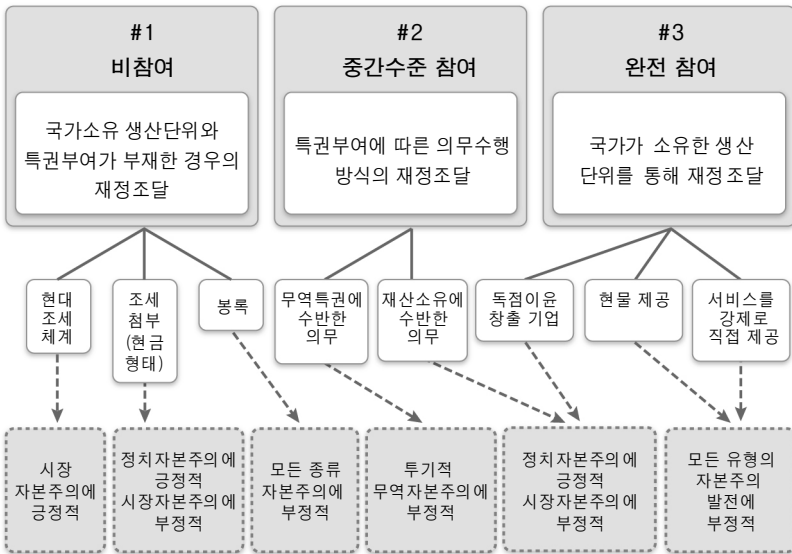 #1
비참여
국가소유 생산단위와
특권부여가 부재한 경우의
재정조달
#2
중간수준 참여
특권부여에 따른 의무수행
방식의 재정조달
#3
완전 참여
국가가 소유한 생산
단위를 통해 재정조달
현대
조세
체계
조세
첨부
(현금
형태)
봉록
무역특권에
수반한
의무
재산소유에
수반한
의무
독점이윤
창출 기업
현물 제공
서비스를
강제로
직접 제공
시장
자본주의에
긍정적
정치자본주의에
긍정적
시장자본주의에
부정적
모든 종류
자본주의에
부정적
투기적
무역자본주의에
부정적
정치자본주의에
긍정적
시장자본주의에
부정적
모든 유형의
자본주의
발전에
부정적